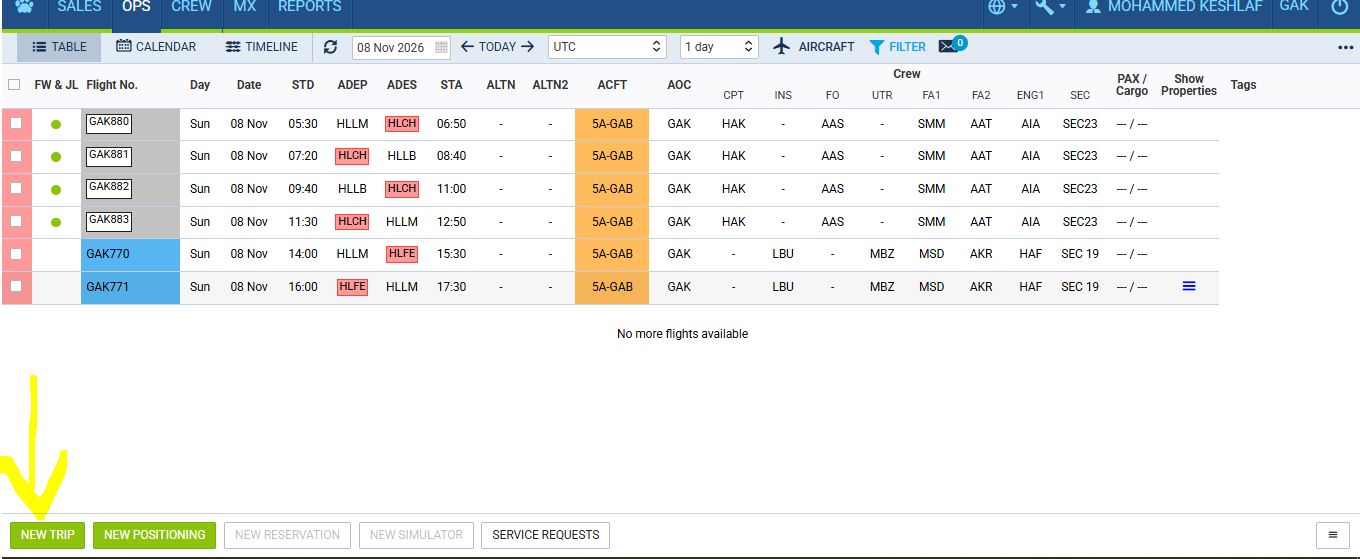 SALES OPS CREW MX REPORTS MOHAMMED KESHLAF GAK
TABLE CALENDAR TIMELINE 08 Nov 2026 TODAY UTC 1 day AIRCRAFT FILTER 0
Crew
FW & JL Flight No. Day Date STD ADEP ADES STA ALTN ALTN2 ACFT AOC CPT INS FO UTR FA1 FA2 ENG1 SEC PAX / Cargo Show Properties Tags
GAK880 Sun 08 Nov 05:30 HLLM HLCH 06:50 - - 5A-GAB GAK HAK - AAS - SMM AAT AIA SEC23 --- / ---
GAK881 Sun 08 Nov 07:20 HLCH HLLB 08:40 - - 5A-GAB GAK HAK - AAS - SMM AAT AIA SEC23 --- / ---
GAK882 Sun 08 Nov 09:40 HLLB HLCH 11:00 - - 5A-GAB GAK HAK - AAS - SMM AAT AIA SEC23 --- / ---
GAK883 Sun 08 Nov 11:30 HLCH HLLM 12:50 - - 5A-GAB GAK HAK - AAS - SMM AAT AIA SEC23 --- / ---
GAK770 Sun 08 Nov 14:00 HLLM HLFE 15:30 - - 5A-GAB GAK - LBU - MBZ MSD AKR HAF SEC 19 --- / ---
GAK771 Sun 08 Nov 16:00 HLFE HLLM 17:30 - - 5A-GAB GAK - LBU - MBZ MSD AKR HAF SEC 19 --- / ---
No more flights available
NEW TRIP NEW POSITIONING NEW RESERVATION NEW SIMULATOR SERVICE REQUESTS